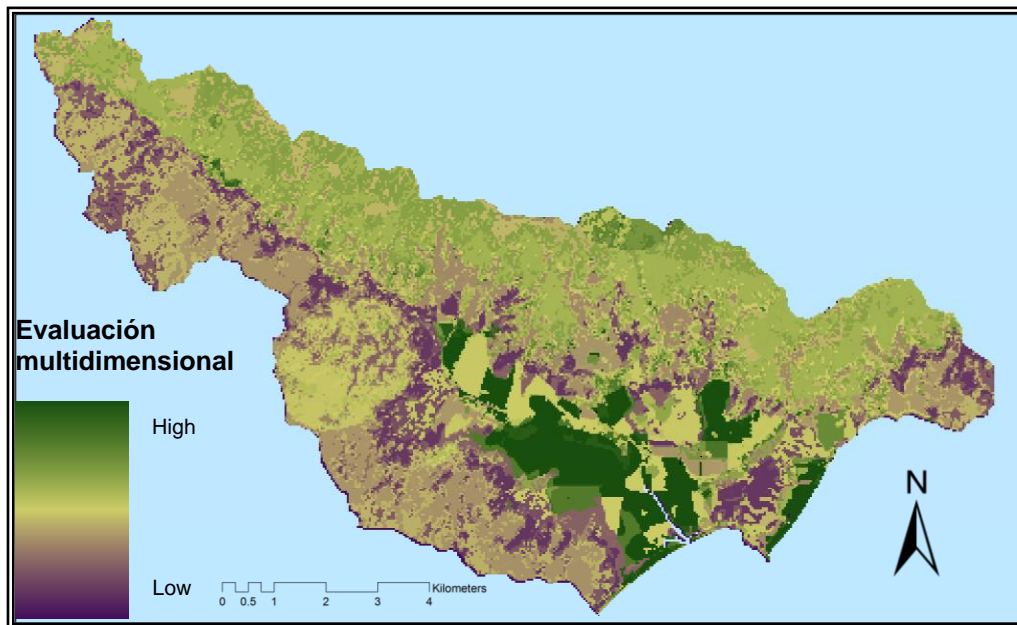 Evaluación
multidimensional
High
Low
N
Kilometers
0 0.5 1 2 3 4